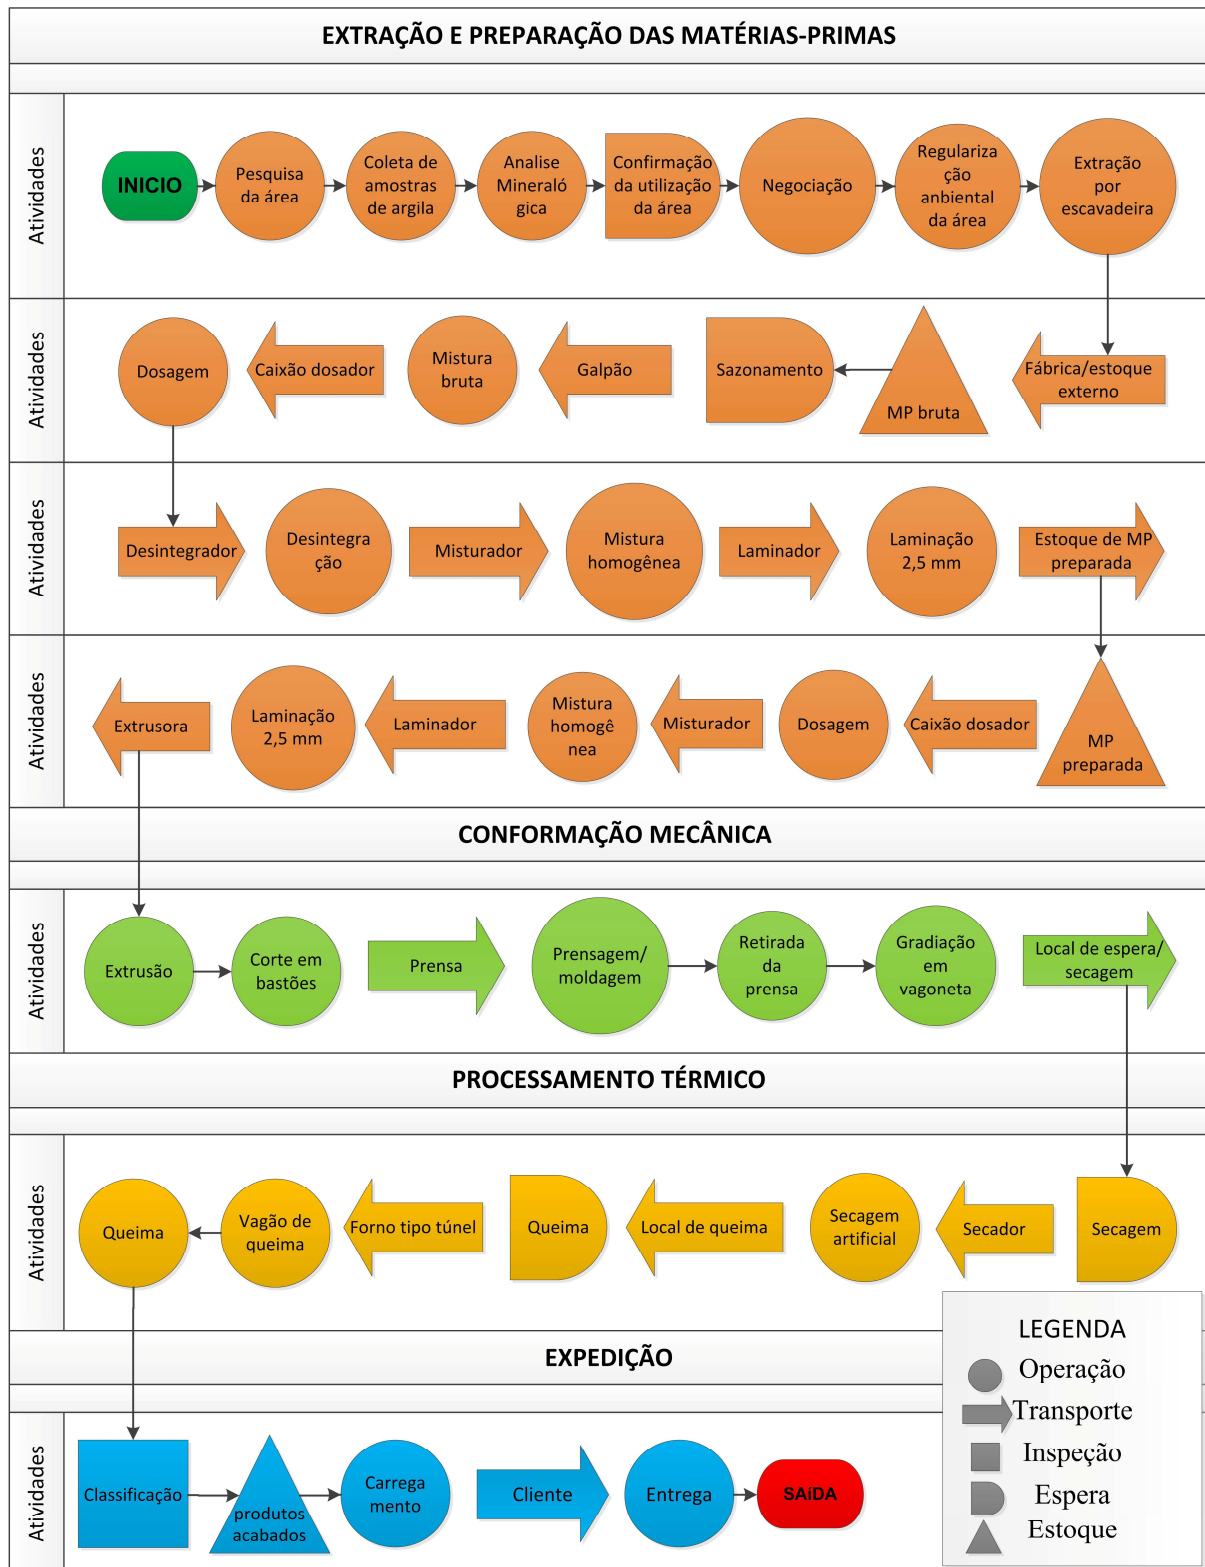 EXTRAÇÃO E PREPARAÇÃO DAS MATÉRIAS-PRIMAS
Atividades
INICIO
Pesquisa
da área
Coleta de
amostras
de argila
Analise
Mineraló
gica
Confirmação
da utilização
da área
Negociação
Regulariza
ção
anbiental
da área
Extração
por
escavadeira
Atividades
Dosagem
Caixão dosador
Mistura
bruta
Galpão
Sazonamento
MP bruta
Fábrica/estoque
externo
Atividades
Desintegrador
Desintegra
ção
Misturador
Mistura
homogênea
Laminador
Laminação
2,5 mm
Estoque de MP
preparada
Atividades
Extrusora
Laminação
2,5 mm
Laminador
Mistura
homogê
nea
Misturador
Dosagem
Caixão dosador
MP
preparada
CONFORMAÇÃO MECÂNICA
Atividades
Extrusão
Corte em
bastões
Prensa
Prensagem/
moldagem
Retirada
da
prensa
Gradiação
em
vagoneta
Local de espera/
secagem
PROCESSAMENTO TÉRMICO
Atividades
Queima
Vagão de
queima
Forno tipo túnel
Queima
Local de queima
Secagem
artificial
Secador
Secagem
EXPEDIÇÃO
Atividades
Classificação
produtos
acabados
Carrega
mento
Cliente
Entrega
SAíDA
LEGENDA
Operação
Transporte
Inspeção
Espera
Estoque